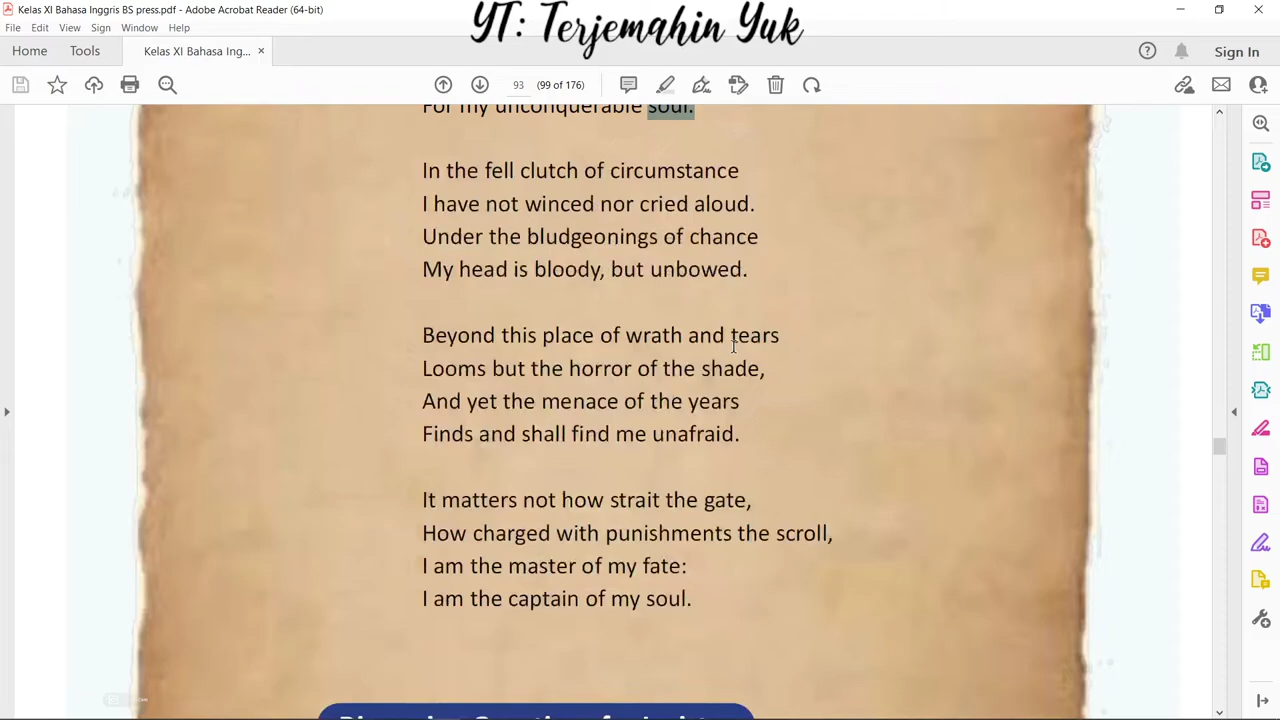 Kelas XI Bahasa Inggris BS press.pdf - Adobe Acrobat Reader (64-bit)
YT: Terjemahin Yuk
File Edit View Sign Window Help
Home Tools Kelas XI Bahasa Ing... × Sign In
93 (99 of 176)
For my unconquerable soul.
In the fell clutch of circumstance
I have not winced nor cried aloud.
Under the bludgeonings of chance
My head is bloody, but unbowed.
Beyond this place of wrath and tears
Looms but the horror of the shade,
And yet the menace of the years
Finds and shall find me unafraid.
It matters not how strait the gate,
How charged with punishments the scroll,
I am the master of my fate:
I am the captain of my soul.